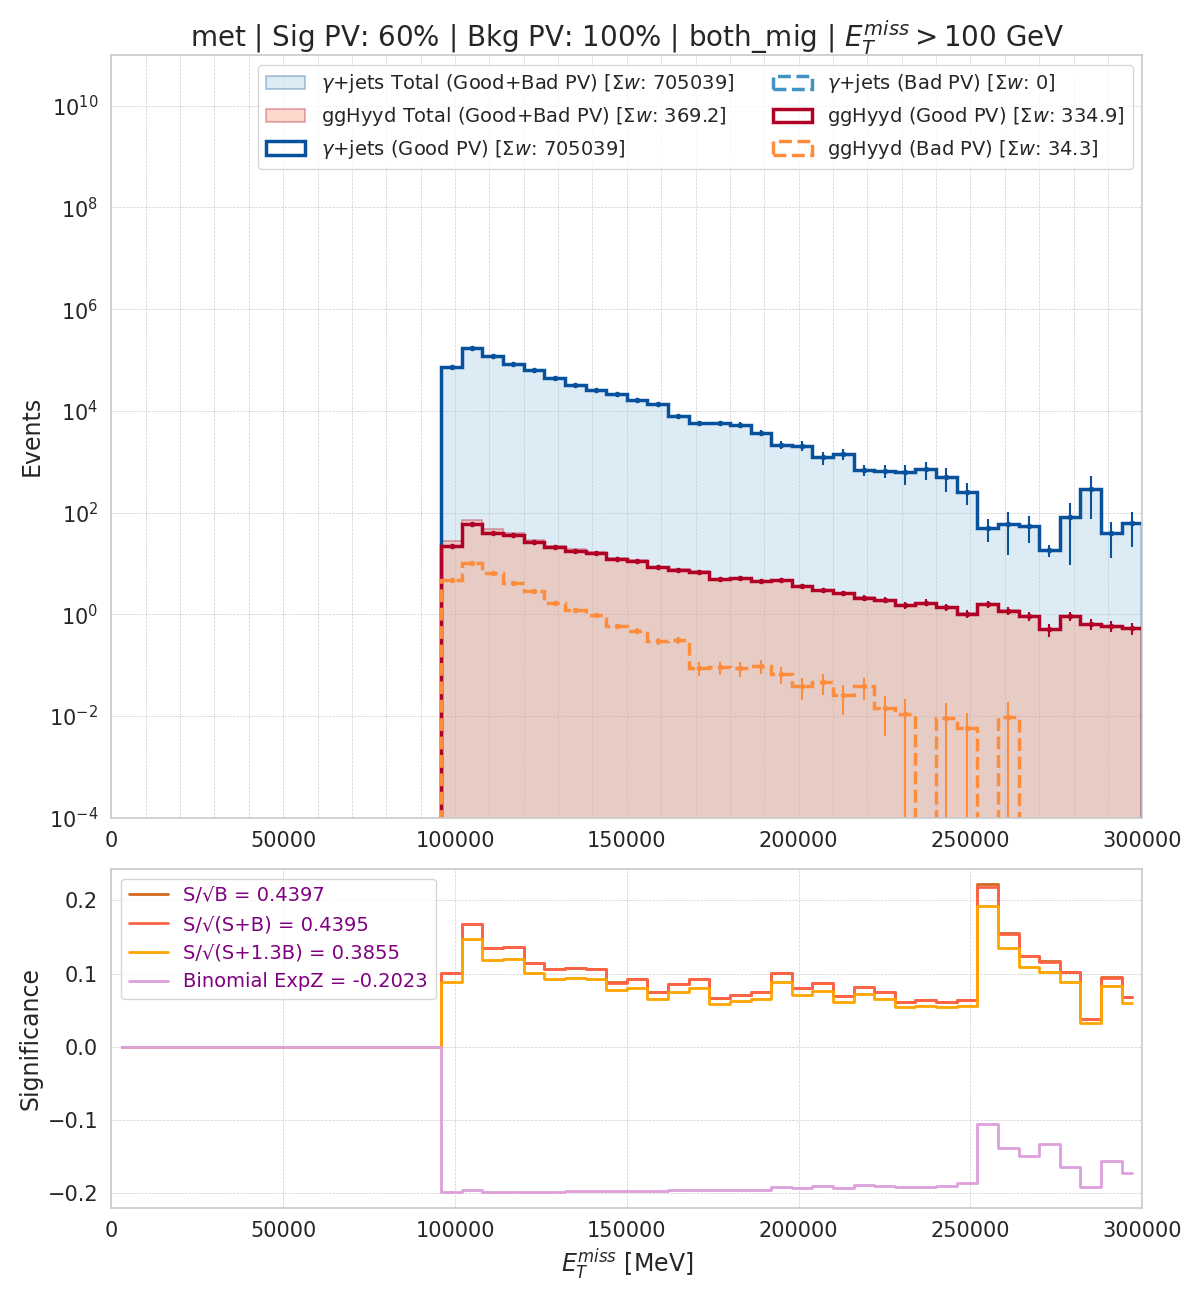 met | Sig PV: 60% | Bkg PV: 100% | both_mig | $E_T^{miss} > 100$ GeV
γ+jets Total (Good+Bad PV) [Σw: 705039]
ggHyyd Total (Good+Bad PV) [Σw: 369.2]
γ+jets (Good PV) [Σw: 705039]
γ+jets (Bad PV) [Σw: 0]
ggHyyd (Good PV) [Σw: 334.9]
ggHyyd (Bad PV) [Σw: 34.3]
Events
$10^{10}$
$10^{8}$
$10^{6}$
$10^{4}$
$10^{2}$
$10^{0}$
$10^{-2}$
$10^{-4}$
0 50000 100000 150000 200000 250000 300000
S/√B = 0.4397
S/√(S+B) = 0.4395
S/√(S+1.3B) = 0.3855
Binomial ExpZ = -0.2023
Significance
0.2
0.1
0.0
−0.1
−0.2
0 50000 100000 150000 200000 250000 300000
$E_T^{miss}$ [MeV]